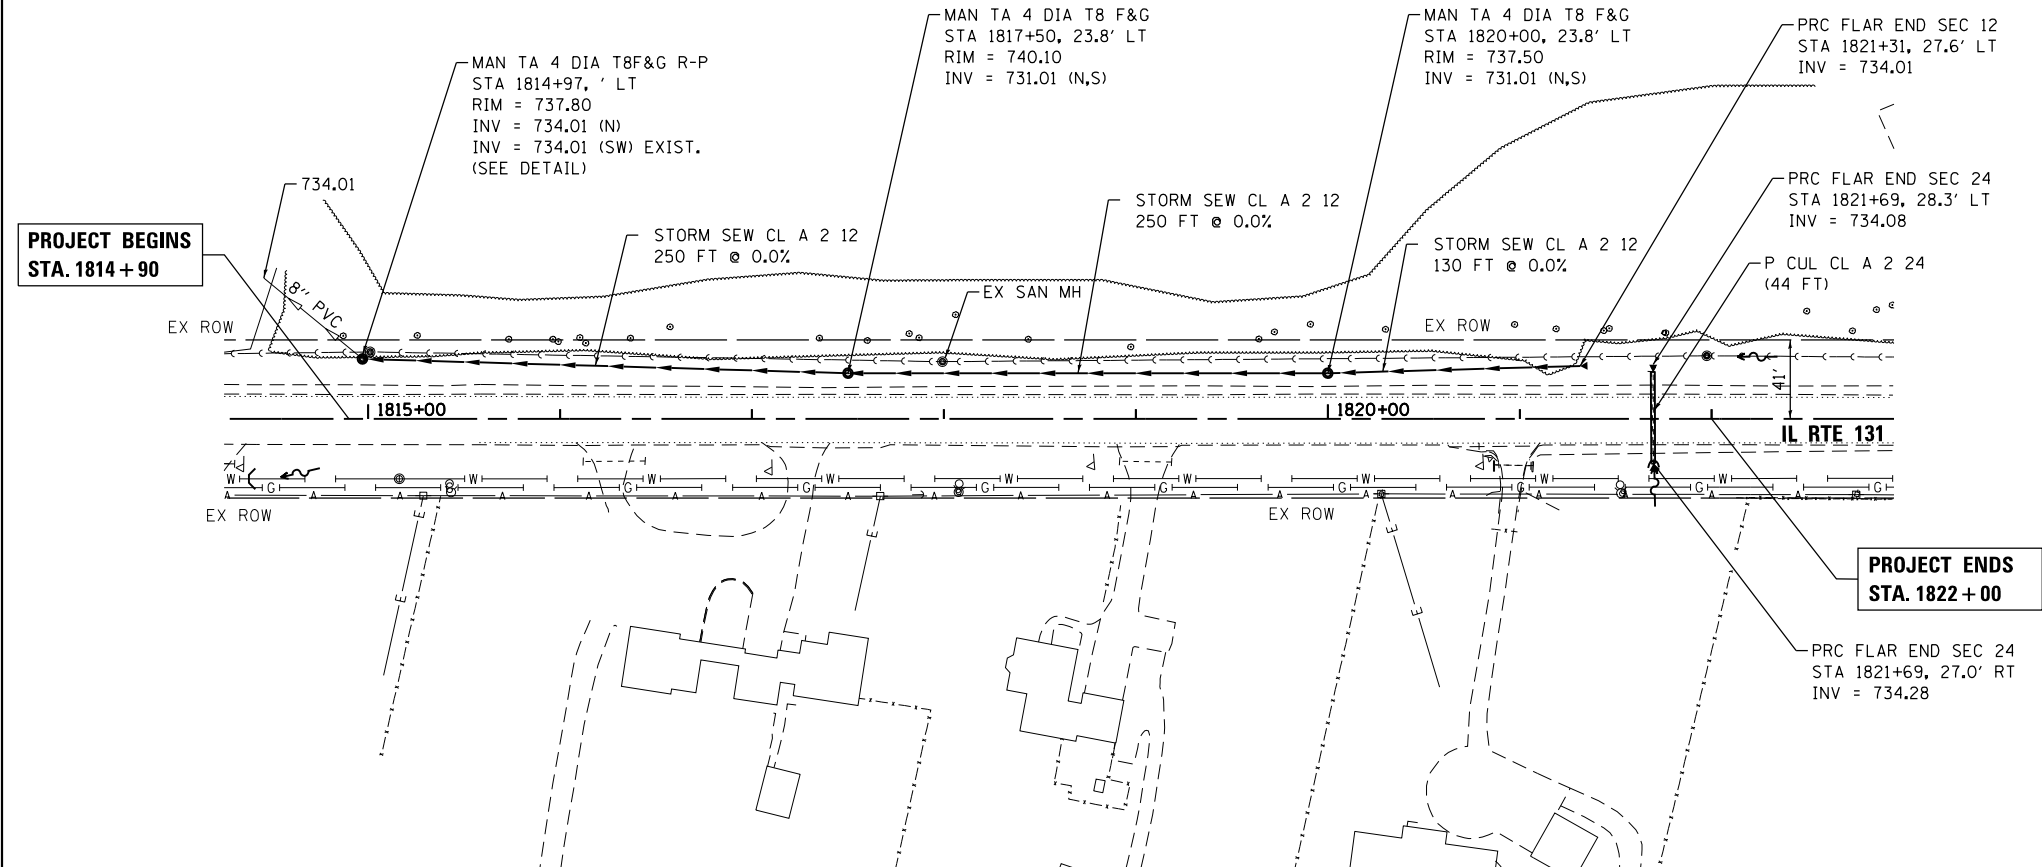 MAN TA 4 DIA T8F&G R-P
STA 1814+97, ' LT
RIM = 737.80
INV = 734.01 (N)
INV = 734.01 (SW) EXIST.
(SEE DETAIL)
MAN TA 4 DIA T8 F&G
STA 1817+50, 23.8' LT
RIM = 740.10
INV = 731.01 (N,S)
MAN TA 4 DIA T8 F&G
STA 1820+00, 23.8' LT
RIM = 737.50
INV = 731.01 (N,S)
PRC FLAR END SEC 12
STA 1821+31, 27.6' LT
INV = 734.01
734.01
PROJECT BEGINS
STA. 1814+90
STORM SEW CL A 2 12
250 FT @ 0.0%
STORM SEW CL A 2 12
250 FT @ 0.0%
STORM SEW CL A 2 12
130 FT @ 0.0%
PRC FLAR END SEC 24
STA 1821+69, 28.3' LT
INV = 734.08
P CUL CL A 2 24
(44 FT)
8'' PVC
EX SAN MH
EX ROW
EX ROW
41'
1815+00
1820+00
IL RTE 131
W W W W W W W W
G G G G G G G
A A A A A A A A A A A A
EX ROW
EX ROW
E
E
E
E
E
PROJECT ENDS
STA. 1822+00
PRC FLAR END SEC 24
STA 1821+69, 27.0' RT
INV = 734.28